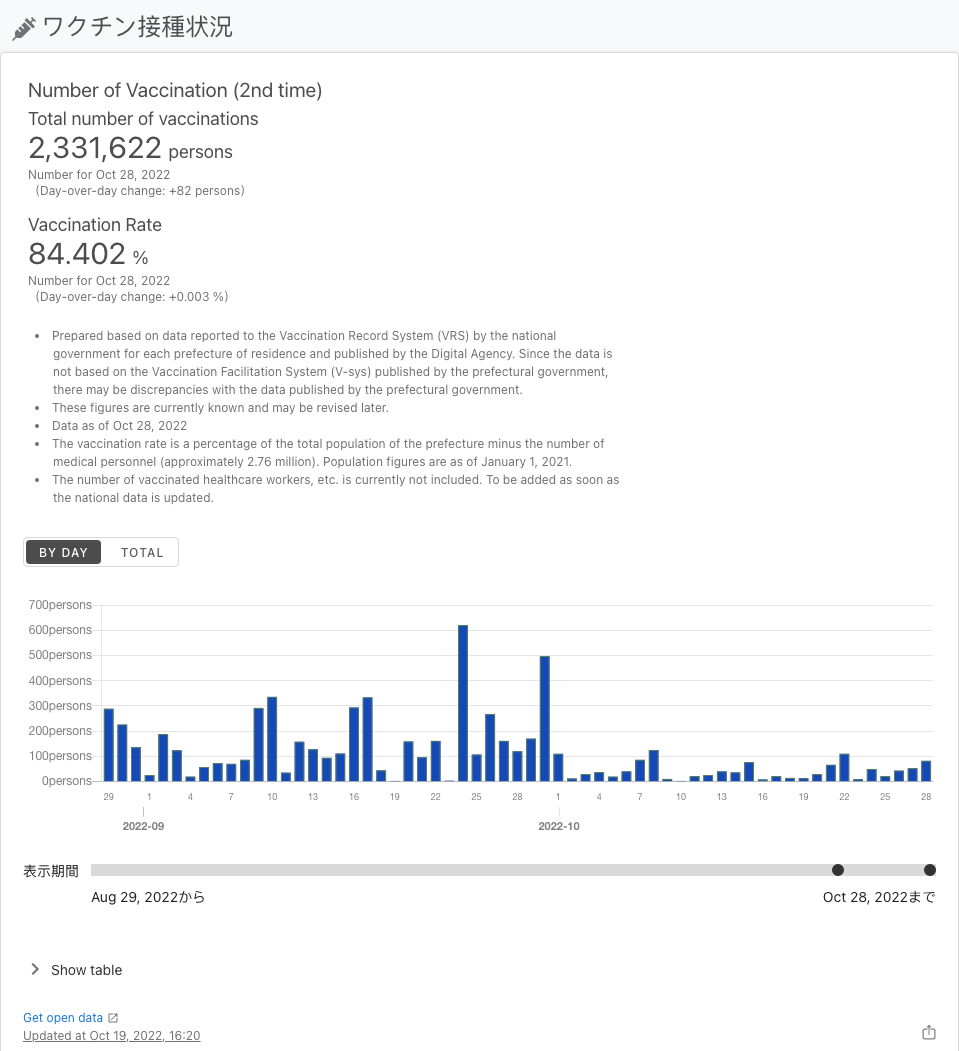 ワクチン接種状況
Number of Vaccination (2nd time)
Total number of vaccinations
2,331,622 persons
Number for Oct 28, 2022
(Day-over-day change: +82 persons)
Vaccination Rate
84.402 %
Number for Oct 28, 2022
(Day-over-day change: +0.003 %)
• Prepared based on data reported to the Vaccination Record System (VRS) by the national
government for each prefecture of residence and published by the Digital Agency. Since the data is
not based on the Vaccination Facilitation System (V-sys) published by the prefectural government,
there may be discrepancies with the data published by the prefectural government.
• These figures are currently known and may be revised later.
• Data as of Oct 28, 2022
• The vaccination rate is a percentage of the total population of the prefecture minus the number of
medical personnel (approximately 2.76 million). Population figures are as of January 1, 2021.
• The number of vaccinated healthcare workers, etc. is currently not included. To be added as soon as
the national data is updated.
BY DAY TOTAL
700persons
600persons
500persons
400persons
300persons
200persons
100persons
0persons
29 1 4 7 10 13 16 19 22 25 28 1 4 7 10 13 16 19 22 25 28
2022-09 2022-10
表示期間
Aug 29, 2022から Oct 28, 2022まで
Show table
Get open data
Updated at Oct 19, 2022, 16:20